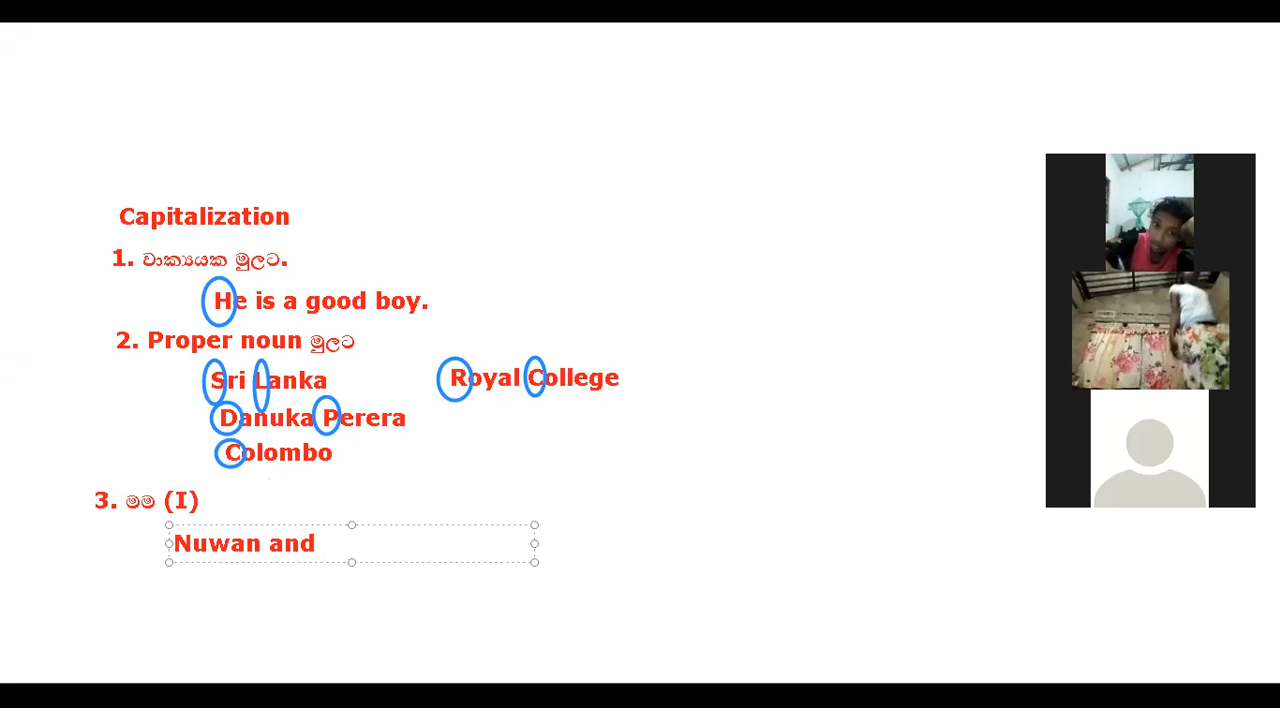 Capitalization
1. වාක්‍යයක මුලට.
He is a good boy.
2. Proper noun මුලට
Sri Lanka Royal College
Danuka Perera
Colombo
3. මම (I)
Nuwan and